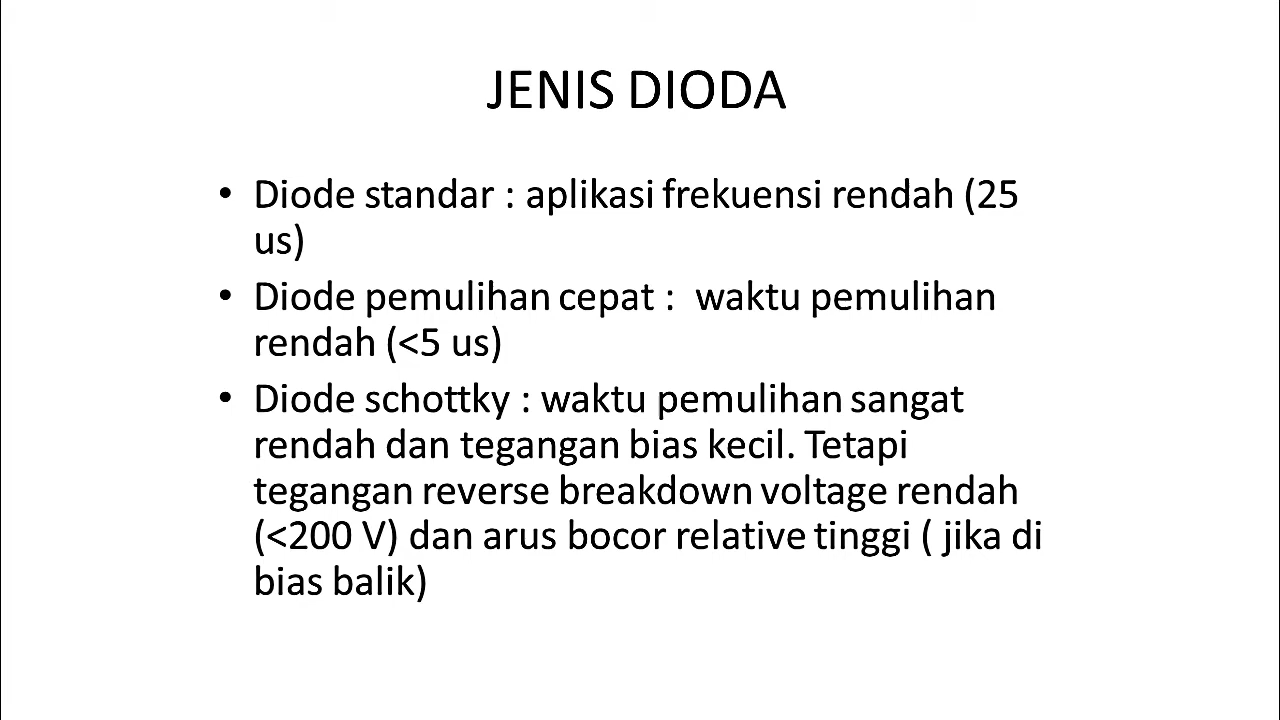 JENIS DIODA
• Diode standar : aplikasi frekuensi rendah (25
us)
• Diode pemulihan cepat :  waktu pemulihan
rendah (<5 us)
• Diode schottky : waktu pemulihan sangat
rendah dan tegangan bias kecil. Tetapi
tegangan reverse breakdown voltage rendah
(<200 V) dan arus bocor relative tinggi ( jika di
bias balik)